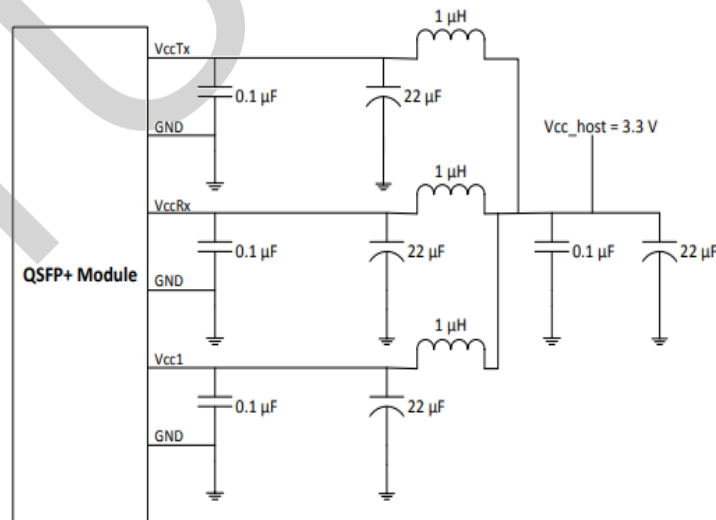 1 µH
VccTx
0.1 µF
22 µF
GND
Vcc_host = 3.3 V
1 µH
VccRx
0.1 µF
22 µF
0.1 µF
22 µF
QSFP+ Module
GND
1 µH
Vcc1
0.1 µF
22 µF
GND